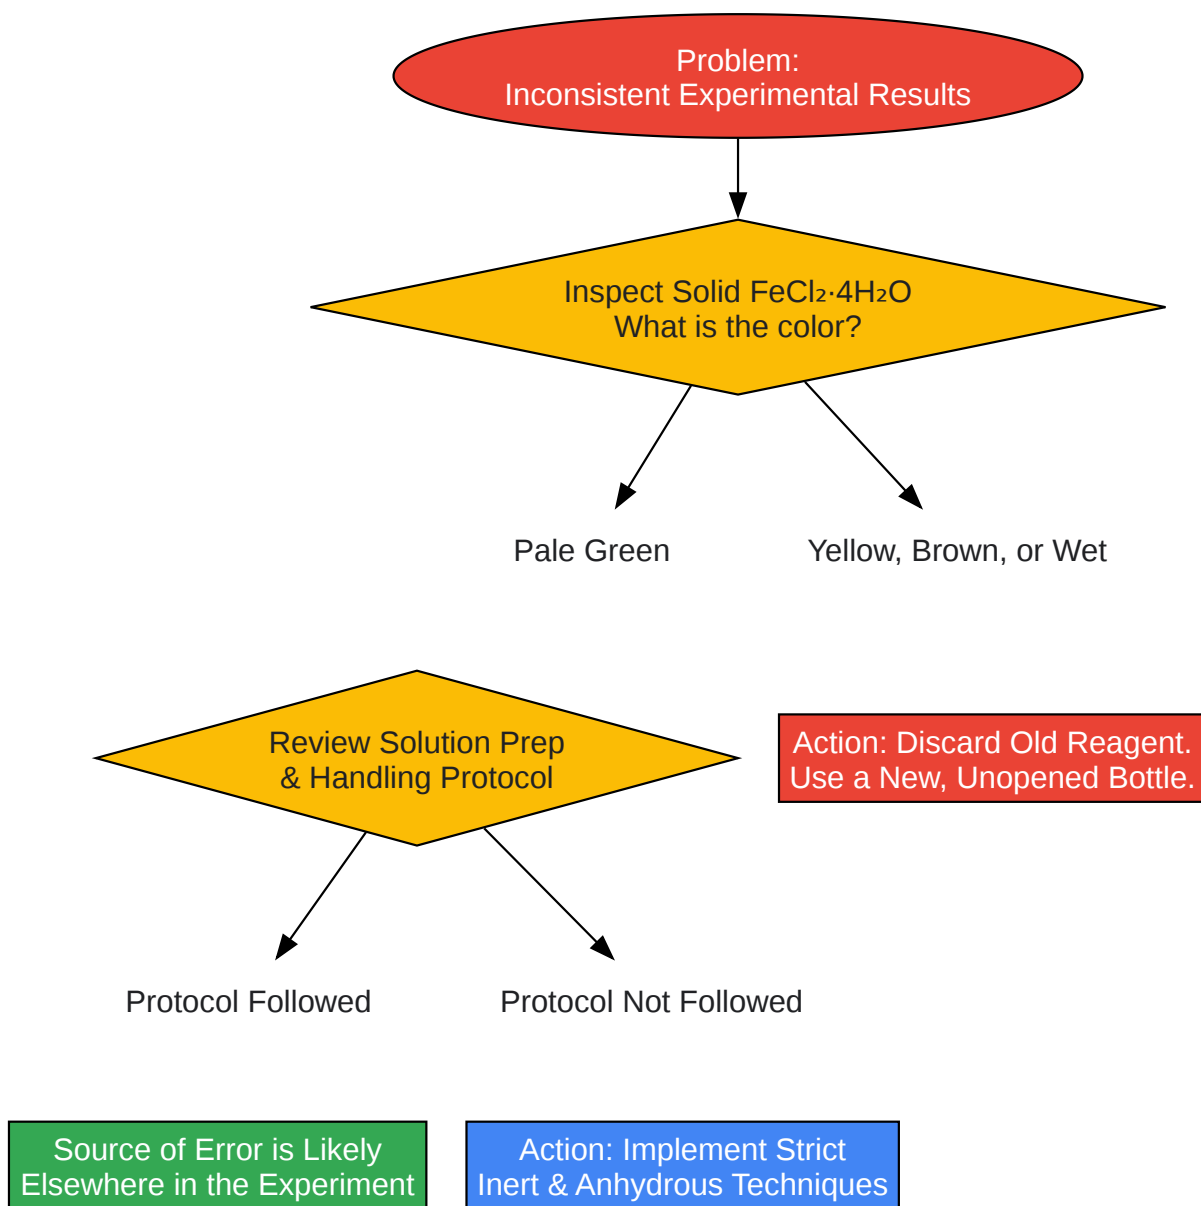 Problem:
Inconsistent Experimental Results
Inspect Solid FeCl₂·4H₂O
What is the color?
Pale Green
Yellow, Brown, or Wet
Review Solution Prep
& Handling Protocol
Action: Discard Old Reagent.
Use a New, Unopened Bottle.
Protocol Followed
Protocol Not Followed
Source of Error is Likely
Elsewhere in the Experiment
Action: Implement Strict
Inert & Anhydrous Techniques